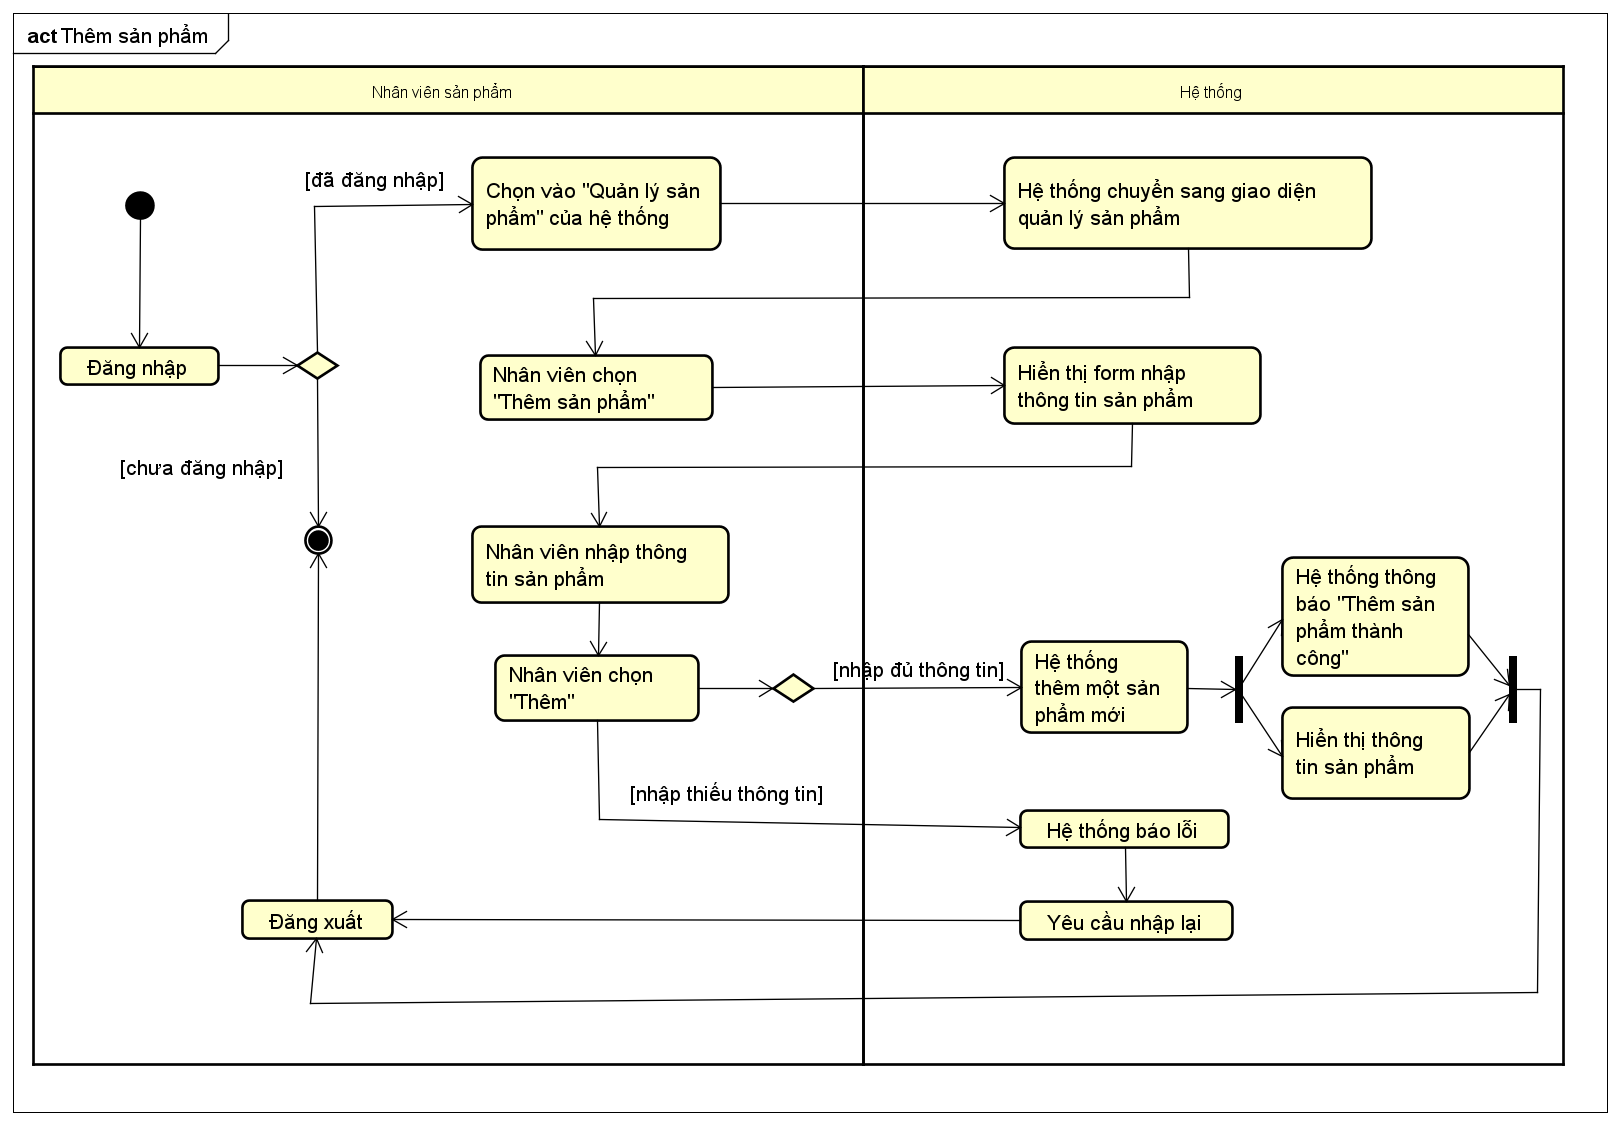 act Thêm sản phẩm
Nhân viên sản phẩm
Hệ thống
[đã đăng nhập]
Chọn vào "Quản lý sản
phẩm" của hệ thống
Hệ thống chuyển sang giao diện
quản lý sản phẩm
Đăng nhập
Nhân viên chọn
"Thêm sản phẩm"
Hiển thị form nhập
thông tin sản phẩm
[chưa đăng nhập]
Nhân viên nhập thông
tin sản phẩm
Hệ thống thông
báo "Thêm sản
phẩm thành
công"
Nhân viên chọn
"Thêm"
[nhập đủ thông tin]
Hệ thống
thêm một sản
phẩm mới
Hiển thị thông
tin sản phẩm
[nhập thiếu thông tin]
Hệ thống báo lỗi
Đăng xuất
Yêu cầu nhập lại